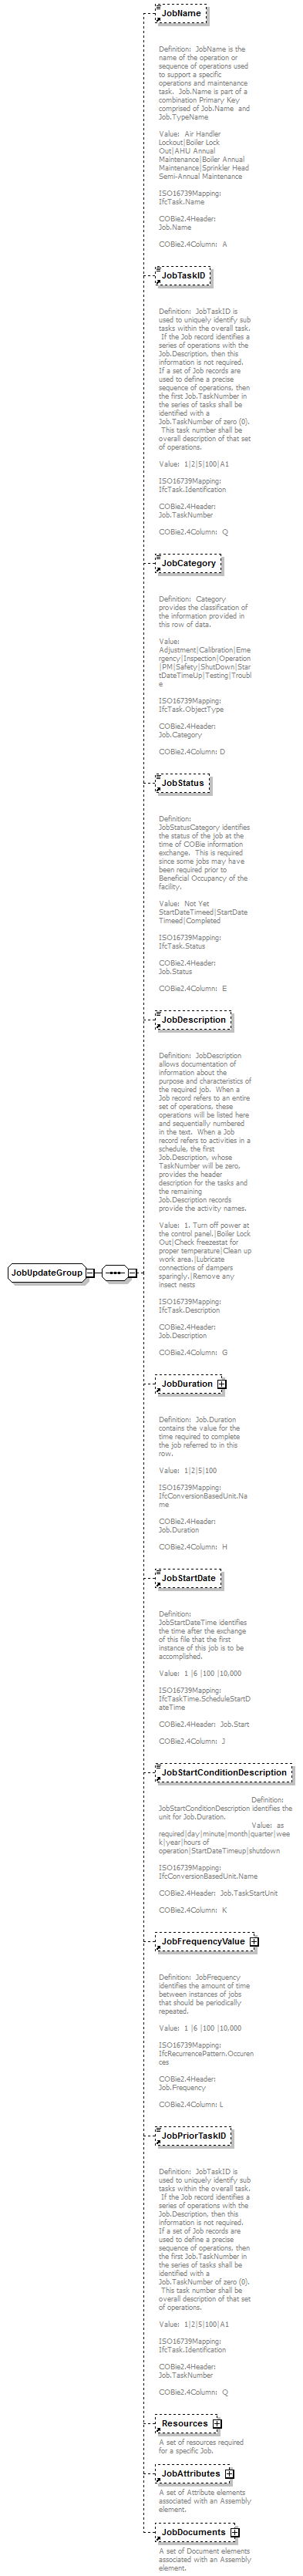 JobName
Definition:  JobName is the
name of the operation or
sequence of operations used
to support a specific
operations and maintenance
task.  Job.Name is part of a
combination Primary Key
comprised of Job.Name  and
Job.TypeName
Value:  Air Handler
Lockout|Boiler Lock
Out|AHU Annual
Maintenance|Boiler Annual
Maintenance|Sprinkler Head
Semi-Annual Maintenance
ISO16739Mapping:
IfcTask.Name
COBie2.4Header:
Job.Name
COBie2.4Column:  A
JobTaskID
Definition:  JobTaskID is
used to uniquely identify sub
tasks within the overall task.
If the Job record identifies a
series of operations with the
Job.Description, then this
information is not required.
If a set of Job records are
used to define a precise
sequence of operations, then
the first Job.TaskNumber in
the series of tasks shall be
identified with a
Job.TaskNumber of zero (0).
This task number shall be
overall description of that set
of operations.
Value:  1|2|5|100|A1
ISO16739Mapping:
IfcTask.Identification
COBie2.4Header:
Job.TaskNumber
COBie2.4Column:  Q
JobCategory
Definition:  Category
provides the classification of
the information provided in
this row of data.
Value:
Adjustment|Calibration|Eme
rgency|Inspection|Operation
|PM|Safety|ShutDown|Star
tDateTimeUp|Testing|Troubl
e
ISO16739Mapping:
IfcTask.ObjectType
COBie2.4Header:
Job.Category
COBie2.4Column: D
JobStatus
Definition:
JobStatusCategory identifies
the status of the job at the
time of COBie information
exchange.  This is required
since some jobs may have
been required prior to
Beneficial Occupancy of the
facility.
Value:  Not Yet
StartDateTimeed|StartDate
Timeed|Completed
ISO16739Mapping:
IfcTask.Status
COBie2.4Header:
Job.Status
COBie2.4Column:  E
JobDescription
Definition:  JobDescription
allows documentation of
information about the
purpose and characteristics of
the required job.  When a
Job record refers to an entire
set of operations, these
operations will be listed here
and sequentially numbered
in the text.  When a Job
record refers to activities in a
schedule, the first
Job.Description, whose
TaskNumber will be zero,
provides the header
description for the tasks and
the remaining
Job.Description records
provide the activity names.
Value:  1. Turn off power at
the control panel.|Boiler Lock
Out|Check freezestat for
proper temperature|Clean up
work area.|Lubricate
connections of dampers
sparingly.|Remove any
insect nests
ISO16739Mapping:
IfcTask.Description
COBie2.4Header:
Job.Description
COBie2.4Column:  G
JobUpdateGroup
JobDuration
Definition:  Job.Duration
contains the value for the
time required to complete
the job referred to in this
row.
Value:  1|2|5|100
ISO16739Mapping:
IfcConversionBasedUnit.Na
me
COBie2.4Header:
Job.Duration
COBie2.4Column:  H
JobStartDate
Definition:
JobStartDateTime identifies
the time after the exchange
of this file that the first
instance of this job is to be
accomplished.
Value:  1 |6 |100 |10,000
ISO16739Mapping:
IfcTaskTime.ScheduleStartD
ateTime
COBie2.4Header:  Job.Start
COBie2.4Column:  J
JobStartConditionDescription
Definition:
JobStartConditionDescription identifies the
unit for Job.Duration.
Value:  as
required|day|minute|month|quarter|wee
k|year|hours of
operation|StartDateTimeup|shutdown
ISO16739Mapping:
IfcConversionBasedUnit.Name
COBie2.4Header:  Job.TaskStartUnit
COBie2.4Column:  K
JobFrequencyValue
Definition:  JobFrequency
identifies the amount of time
between instances of jobs
that should be periodically
repeated.
Value:  1 |6 |100 |10,000
ISO16739Mapping:
IfcRecurrencePattern.Occuren
ces
COBie2.4Header:
Job.Frequency
COBie2.4Column: L
JobPriorTaskID
Definition:  JobTaskID is
used to uniquely identify sub
tasks within the overall task.
If the Job record identifies a
series of operations with the
Job.Description, then this
information is not required.
If a set of Job records are
used to define a precise
sequence of operations, then
the first Job.TaskNumber in
the series of tasks shall be
identified with a
Job.TaskNumber of zero (0).
This task number shall be
overall description of that set
of operations.
Value:  1|2|5|100|A1
ISO16739Mapping:
IfcTask.Identification
COBie2.4Header:
Job.TaskNumber
COBie2.4Column:  Q
Resources
A set of resources required
for a specific Job.
JobAttributes
A set of Attribute elements
associated with an Assembly
element.
JobDocuments
A set of Document elements
associated with an Assembly
element.